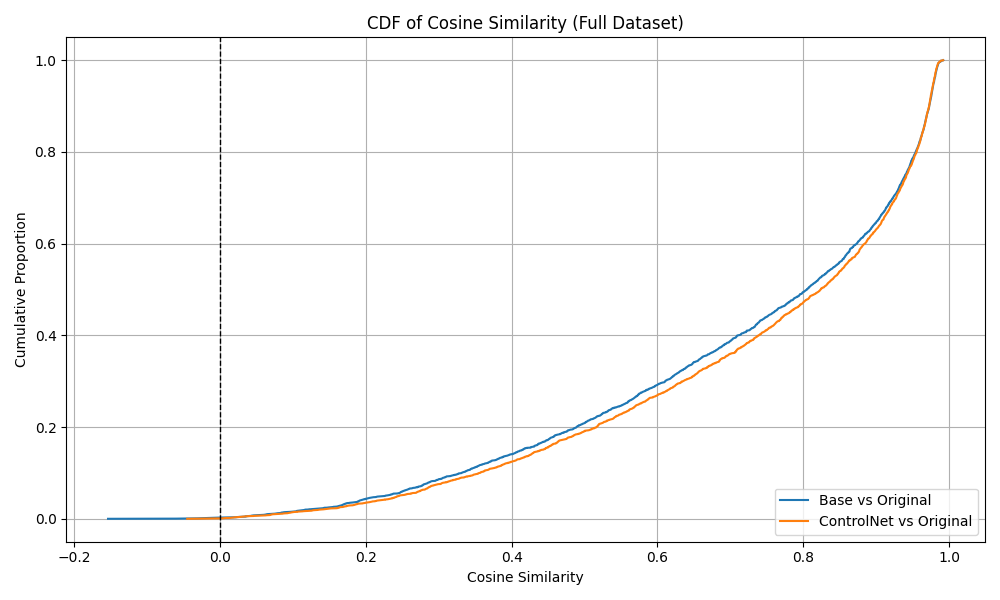 CDF of Cosine Similarity (Full Dataset)
Cumulative Proportion
1.0
0.8
0.6
0.4
0.2
0.0
−0.2 0.0 0.2 0.4 0.6 0.8 1.0
Cosine Similarity
Base vs Original
ControlNet vs Original